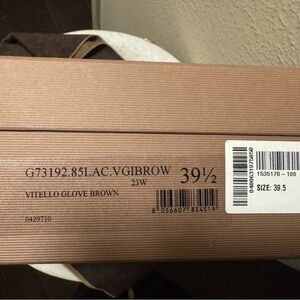 G73192.85LAC.VGIBROW 39½
23W
VITELLO GLOVE BROWN
8 056607 834519
0429710
1535176 - 100
SIZE: 39.5